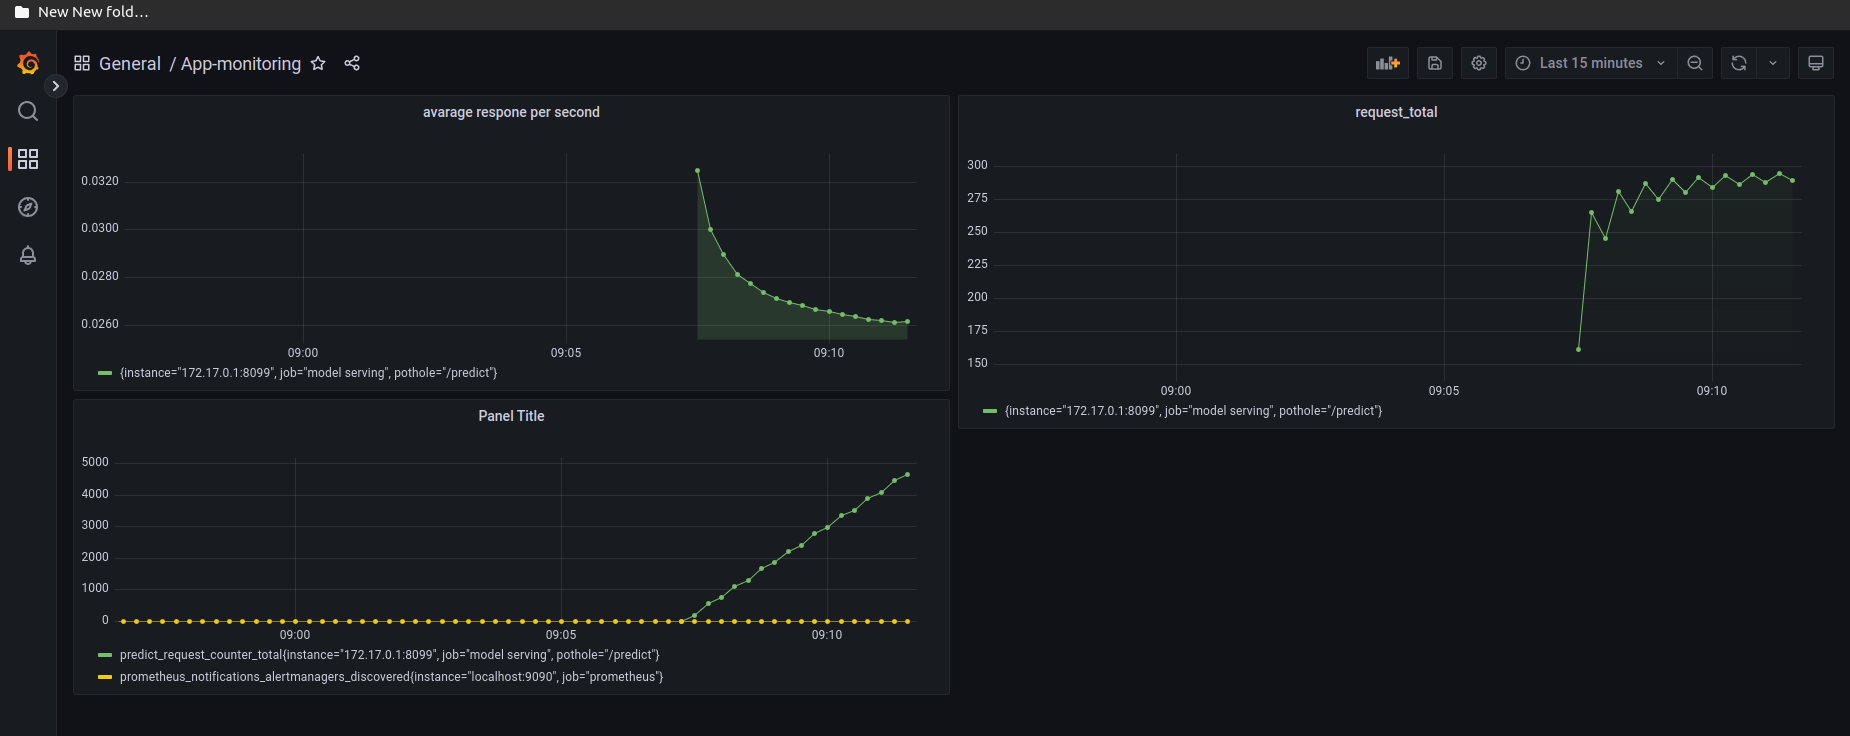 New New fold...
General / App-monitoring
Last 15 minutes
avarage respone per second
0.0320
0.0300
0.0280
0.0260
09:00 09:05 09:10
{instance="172.17.0.1:8099", job="model serving", pothole="/predict"}
request_total
300
275
250
225
200
175
150
09:00 09:05 09:10
{instance="172.17.0.1:8099", job="model serving", pothole="/predict"}
Panel Title
5000
4000
3000
2000
1000
0
09:00 09:05 09:10
predict_request_counter_total{instance="172.17.0.1:8099", job="model serving", pothole="/predict"}
prometheus_notifications_alertmanagers_discovered{instance="localhost:9090", job="prometheus"}